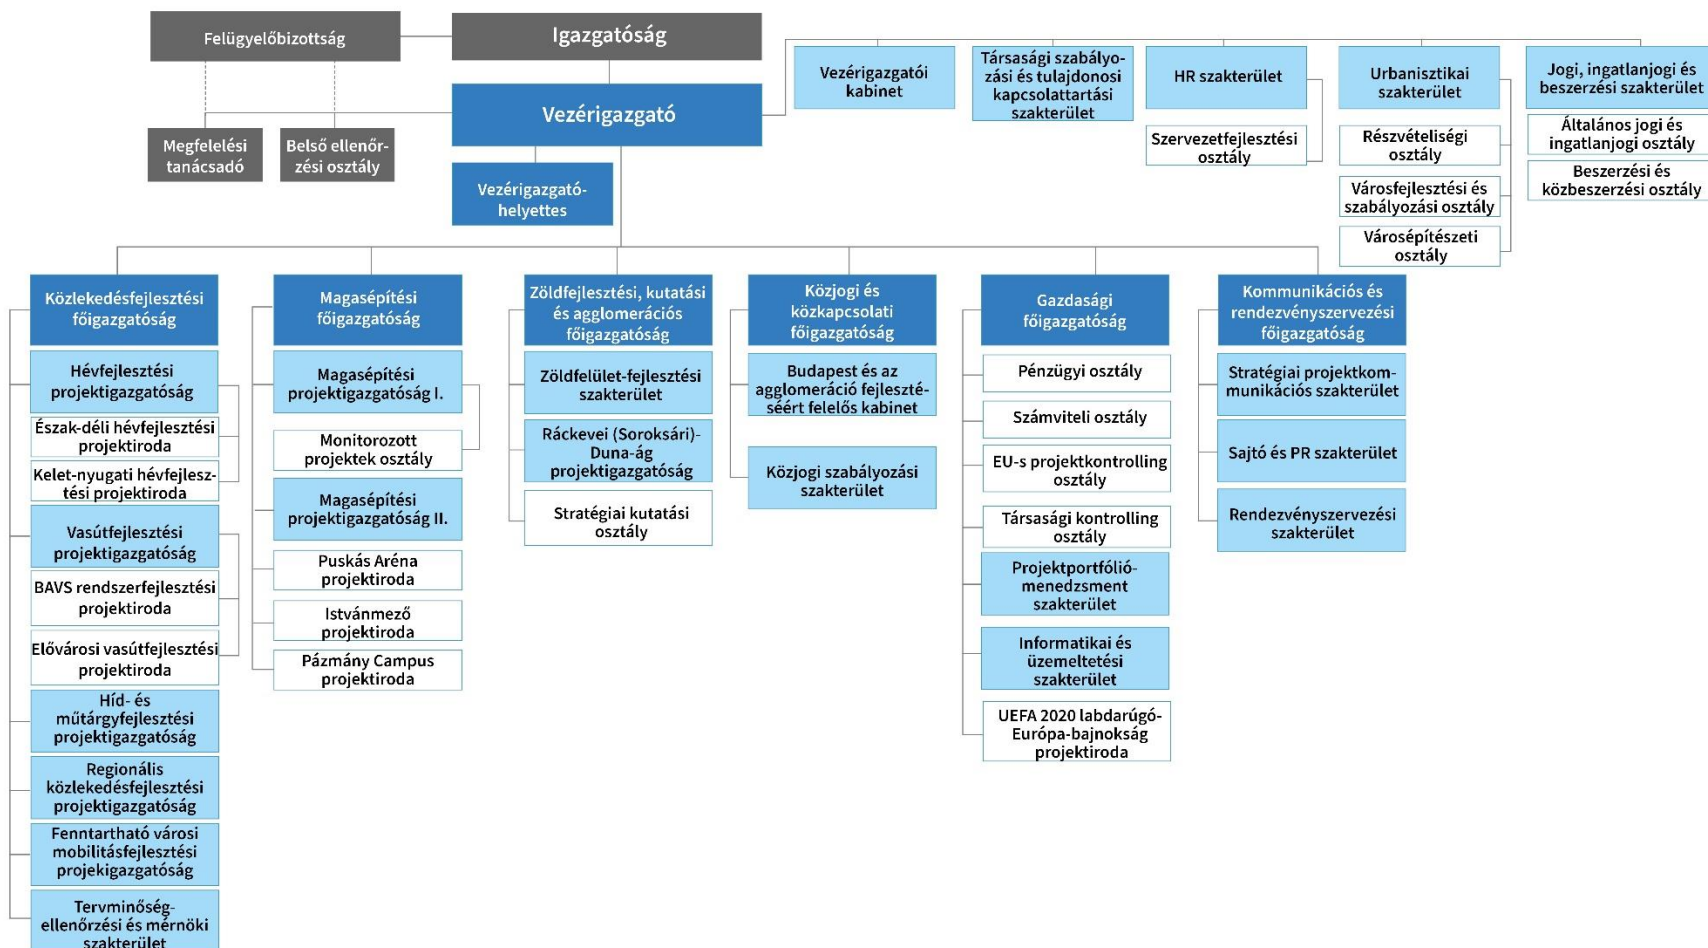 Felügyelőbizottság
Igazgatóság
Vezérigazgató
Megfelelési
tanácsadó
Belső ellenőr-
zési osztály
Vezérigazgató-
helyettes
Vezérigazgatói
kabinet
Társasági szabályo-
zási és tulajdonosi
kapcsolattartási
szakterület
HR szakterület
Szervezetfejlesztési
osztály
Urbanisztikai
szakterület
Részvételiségi
osztály
Városfejlesztési és
szabályozási osztály
Városépítészeti
osztály
Jogi, ingatlanjogi és
beszerzési szakterület
Általános jogi és
ingatlanjogi osztály
Beszerzési és
közbeszerzési osztály
Közlekedésfejlesztési
főigazgatóság
Hévfejlesztési
projektigazgatóság
Észak-déli hévfejlesztési
projektiroda
Kelet-nyugati hévfejlesz-
tési projektiroda
Vasútfejlesztési
projektigazgatóság
BAVS rendszerfejlesztési
projektiroda
Elővárosi vasútfejlesztési
projektiroda
Híd- és
műtárgyfejlesztési
projektigazgatóság
Regionális
közlekedésfejlesztési
projektigazgatóság
Fenntartható városi
mobilitásfejlesztési
projekigazgatóság
Tervminőség-
ellenőrzési és mérnöki
szakterület
Magasépítési
főigazgatóság
Magasépítési
projektigazgatóság I.
Monitorozott
projektek osztály
Magasépítési
projektigazgatóság II.
Puskás Aréna
projektiroda
Istvánmező
projektiroda
Pázmány Campus
projektiroda
Zöldfejlesztési, kutatási
és agglomerációs
főigazgatóság
Zöldfelület-fejlesztési
szakterület
Ráckevei (Soroksári)-
Duna-ág
projektigazgatóság
Stratégiai kutatási
osztály
Közjogi és
közkapcsolati
főigazgatóság
Budapest és az
agglomeráció fejleszté-
séért felelős kabinet
Közjogi szabályozási
szakterület
Gazdasági
főigazgatóság
Pénzügyi osztály
Számviteli osztály
EU-s projektkontrolling
osztály
Társasági kontrolling
osztály
Projektportfólió-
menedzsment
szakterület
Informatikai és
üzemeltetési
szakterület
UEFA 2020 labdarúgó-
Európa-bajnokság
projektiroda
Kommunikációs és
rendezvényszervezési
főigazgatóság
Stratégiai projektkom-
munikációs szakterület
Sajtó és PR szakterület
Rendezvényszervezési
szakterület